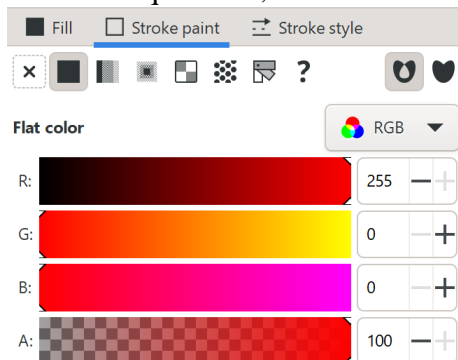 Fill Stroke paint Stroke style
?
Flat color RGB
R: 255
G: 0
B: 0
A: 100